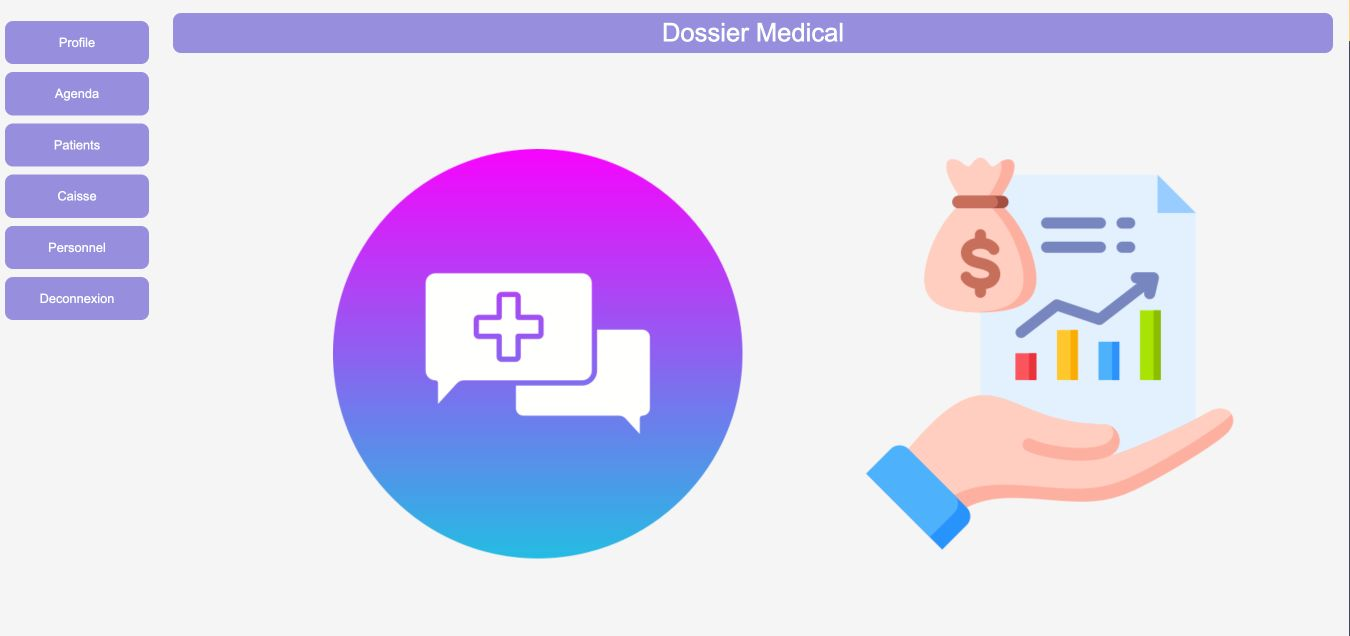 Dossier Medical
Profile
Agenda
Patients
Caisse
Personnel
Deconnexion
$